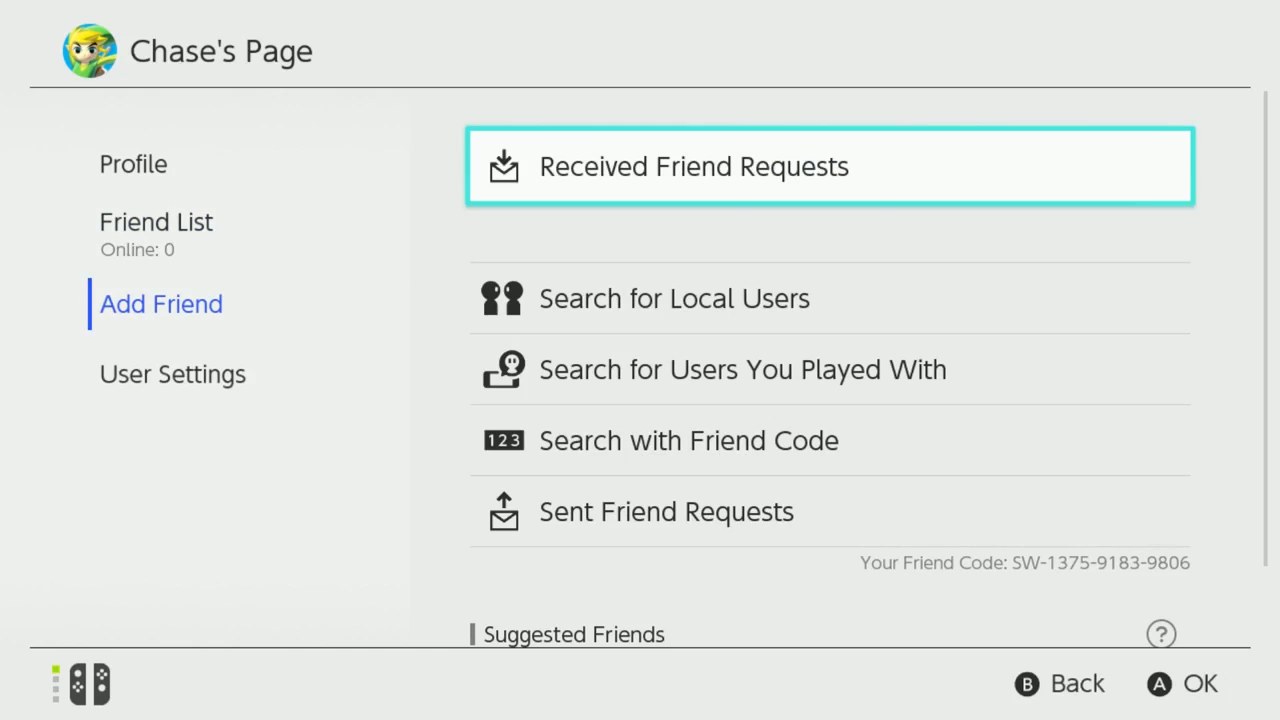 Chase's Page
Profile
Friend List
Online: 0
Add Friend
User Settings
Received Friend Requests
Search for Local Users
Search for Users You Played With
123 Search with Friend Code
Sent Friend Requests
Your Friend Code: SW-1375-9183-9806
Suggested Friends ?
B Back A OK